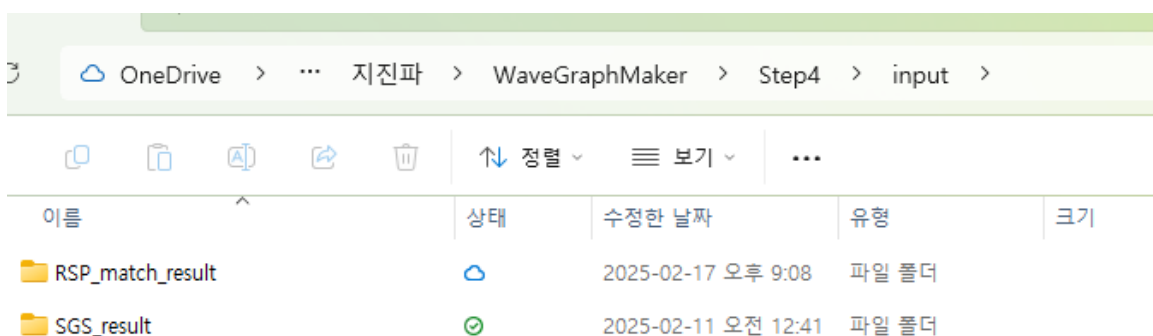 OneDrive > ··· 지진파 > WaveGraphMaker > Step4 > input >
정렬 보기 ···
이름 상태 수정한 날짜 유형 크기
RSP_match_result 2025-02-17 오후 9:08 파일 폴더
SGS_result 2025-02-11 오전 12:41 파일 폴더